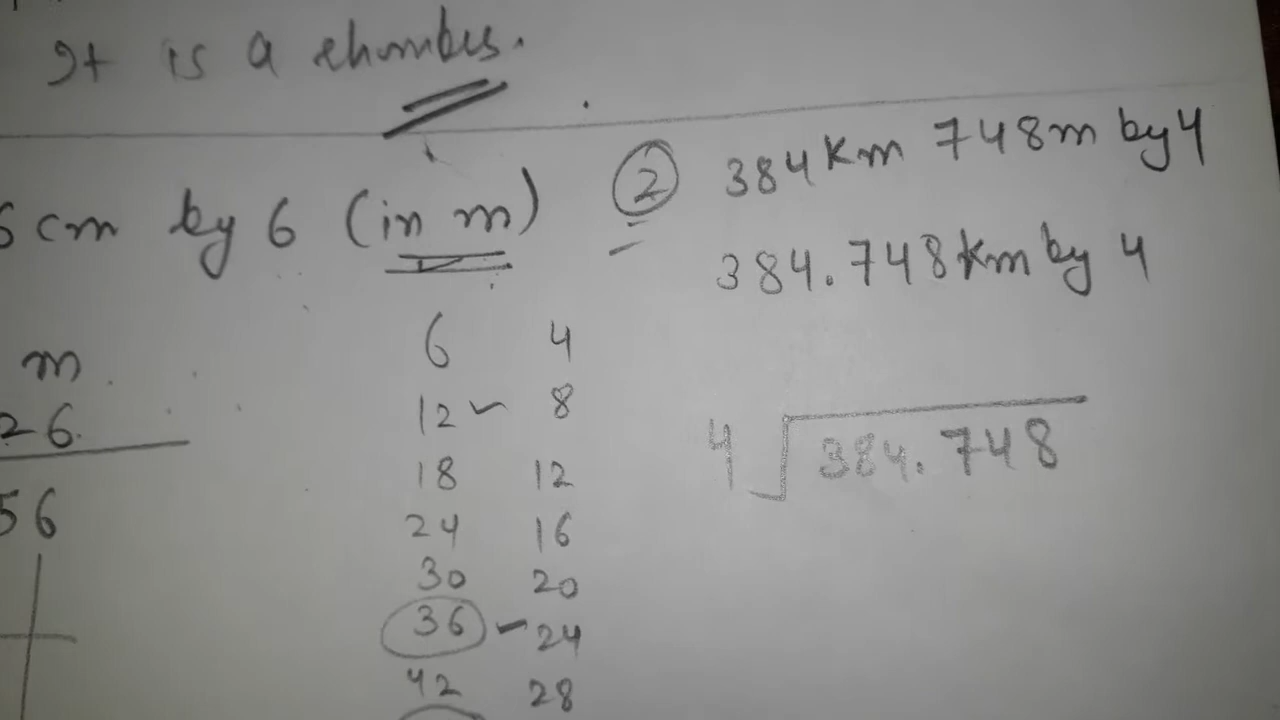 It is a rhombus.
6 cm by 6 (in m)
② 384 Km 748 m by 4
384.748 Km by 4
m
26
56
6 4
12 8
18 12
24 16
30 20
36 24
42 28
4 384.748